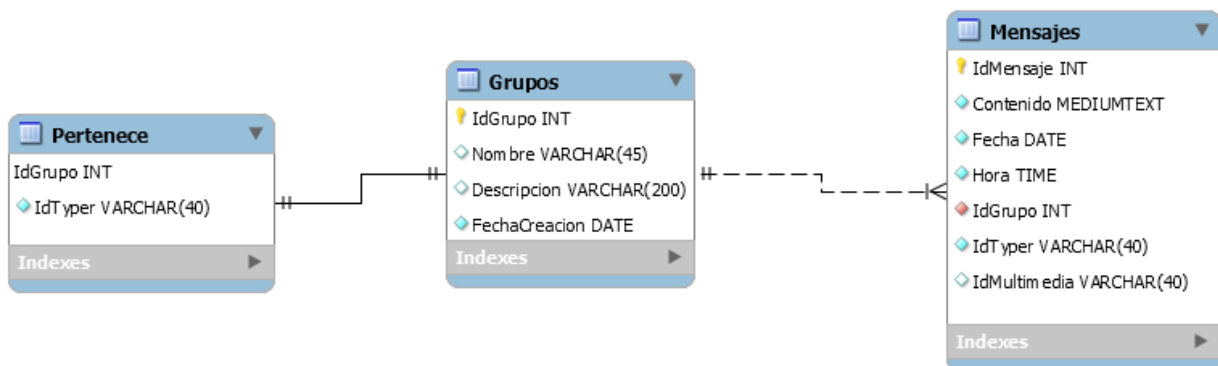 Pertenece
IdGrupo INT
IdTyper VARCHAR(40)
Indexes
Grupos
IdGrupo INT
Nombre VARCHAR(45)
Descripcion VARCHAR(200)
FechaCreacion DATE
Indexes
Mensajes
IdMensaje INT
Contenido MEDIUMTEXT
Fecha DATE
Hora TIME
IdGrupo INT
IdTyper VARCHAR(40)
IdMultimedia VARCHAR(40)
Indexes